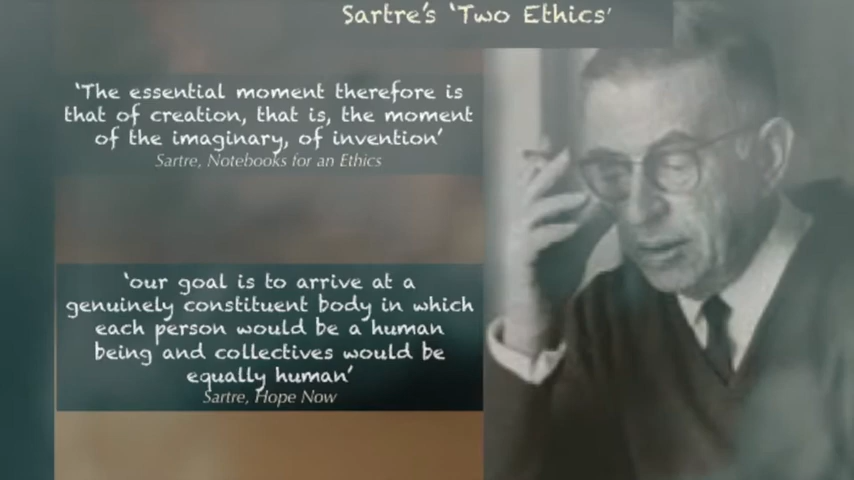 Sartre's 'Two Ethics'
'The essential moment therefore is
that of creation, that is, the moment
of the imaginary, of invention'
Sartre, Notebooks for an Ethics
'our goal is to arrive at a
genuinely constituent body in which
each person would be a human
being and collectives would be
equally human'
Sartre, Hope Now